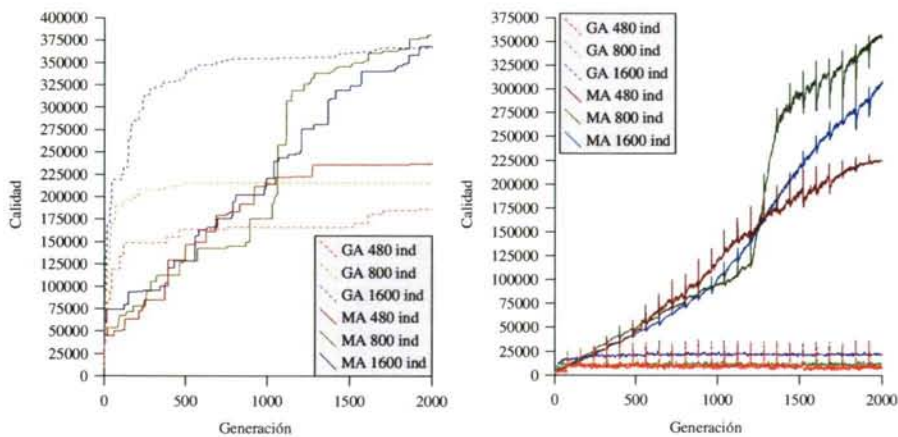 400000
375000
350000
325000
300000
275000
250000
225000
200000
175000
150000
125000
100000
75000
50000
25000
0
Calidad
0 500 1000 1500 2000
Generación
GA 480 ind
GA 800 ind
GA 1600 ind
MA 480 ind
MA 800 ind
MA 1600 ind
375000
350000
325000
300000
275000
250000
225000
200000
175000
150000
125000
100000
75000
50000
25000
0
Calidad
0 500 1000 1500 2000
Generación
GA 480 ind
GA 800 ind
GA 1600 ind
MA 480 ind
MA 800 ind
MA 1600 ind